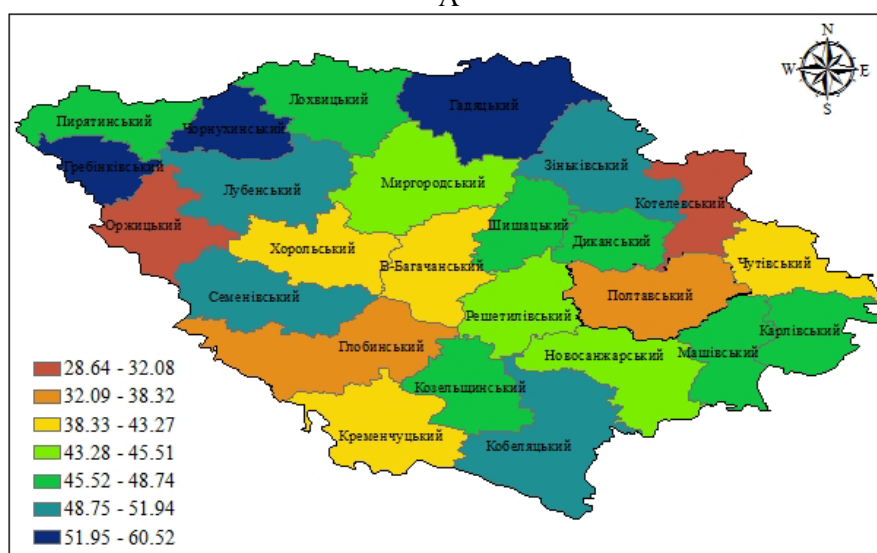 А
N
W E
S
Лохвицький
Гадяцький
Пирятинський
Чорнухинський
Гребінківський
Зіньківський
Лубенський
Миргородський
Котелевський
Оржицький
Шишацький
Диканський
Хорольський
В-Багачанський
Чутівський
Семенівський
Полтавський
Решетилівський
Карлівський
Глобинський
Новосанжарський
Машівський
Козельщинський
Кременчуцький
Кобеляцький
28.64 - 32.08
32.09 - 38.32
38.33 - 43.27
43.28 - 45.51
45.52 - 48.74
48.75 - 51.94
51.95 - 60.52